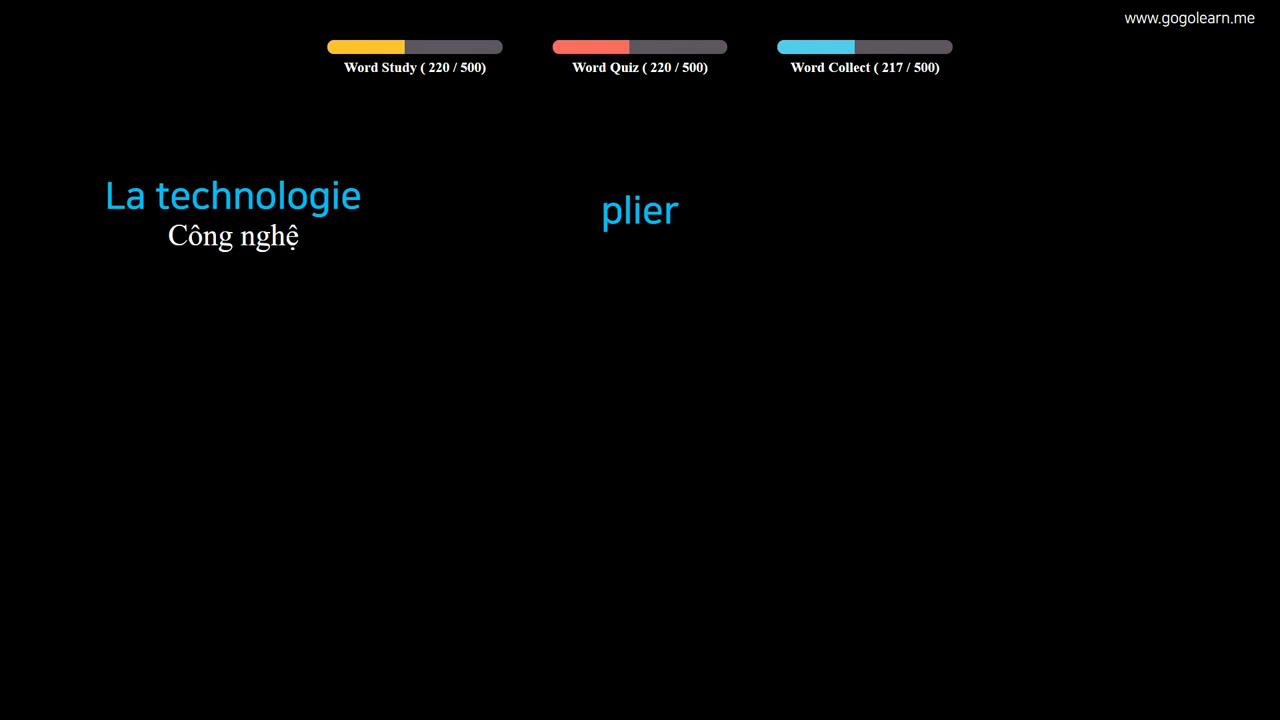 www.gogolearn.me
Word Study ( 220 / 500)
Word Quiz ( 220 / 500)
Word Collect ( 217 / 500)
La technologie
Công nghệ
plier